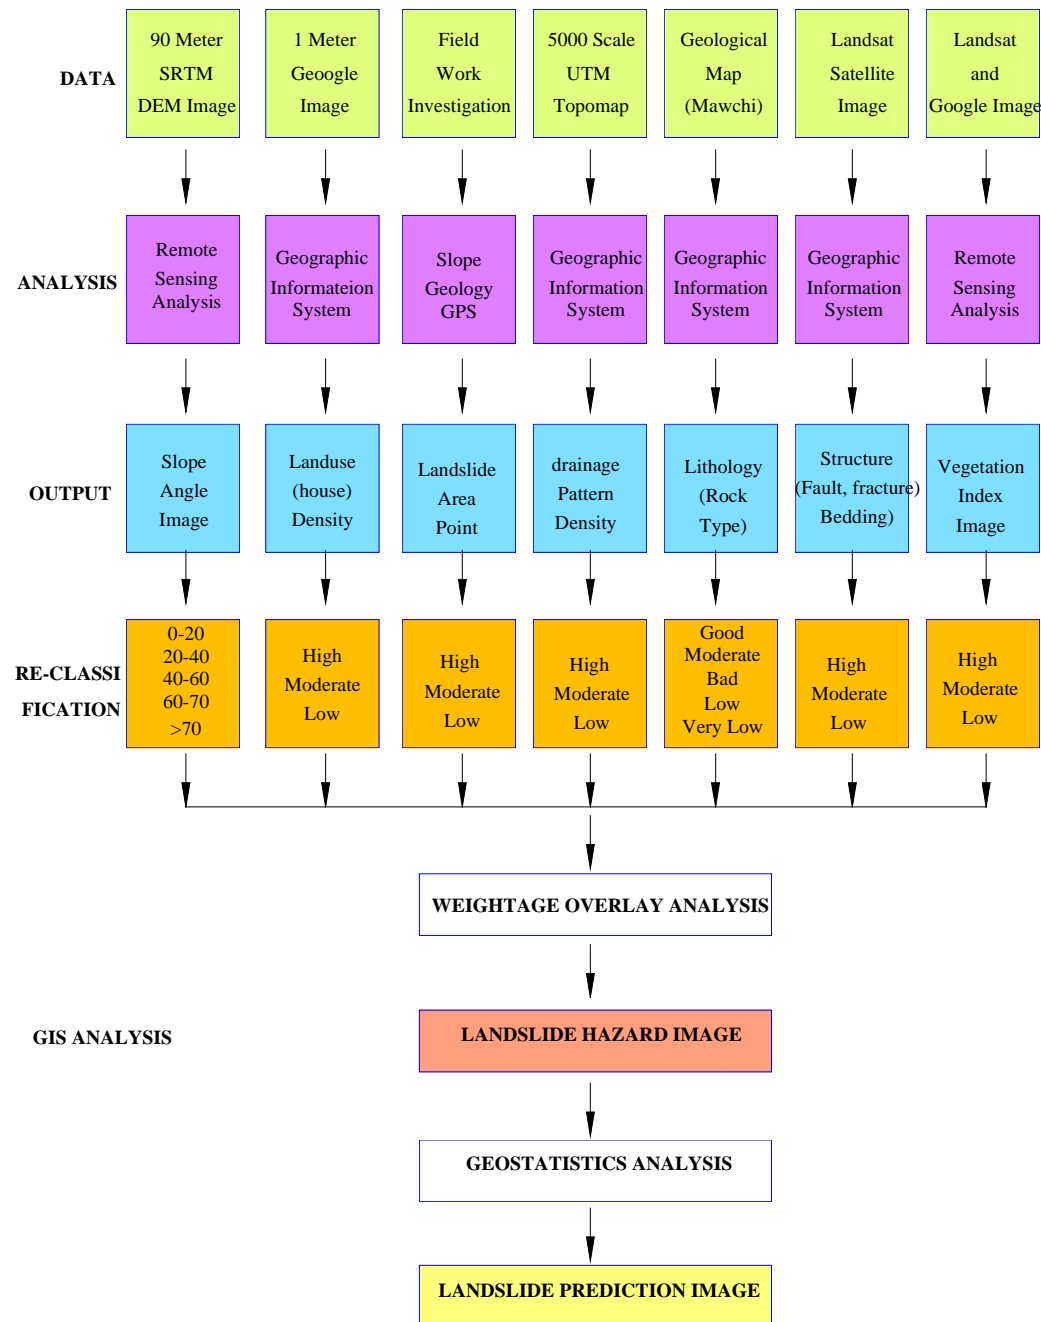 DATA
90 Meter
SRTM
DEM Image
1 Meter
Geoogle
Image
Field
Work
Investigation
5000 Scale
UTM
Topomap
Geological
Map
(Mawchi)
Landsat
Satellite
Image
Landsat
and
Google Image
ANALYSIS
Remote
Sensing
Analysis
Geographic
Informateion
System
Slope
Geology
GPS
Geographic
Information
System
Geographic
Information
System
Geographic
Information
System
Remote
Sensing
Analysis
OUTPUT
Slope
Angle
Image
Landuse
(house)
Density
Landslide
Area
Point
drainage
Pattern
Density
Lithology
(Rock
Type)
Structure
(Fault, fracture)
Bedding)
Vegetation
Index
Image
RE-CLASSI
FICATION
0-20
20-40
40-60
60-70
>70
High
Moderate
Low
High
Moderate
Low
High
Moderate
Low
Good
Moderate
Bad
Low
Very Low
High
Moderate
Low
High
Moderate
Low
WEIGHTAGE OVERLAY ANALYSIS
GIS ANALYSIS
LANDSLIDE HAZARD IMAGE
GEOSTATISTICS ANALYSIS
LANDSLIDE PREDICTION IMAGE